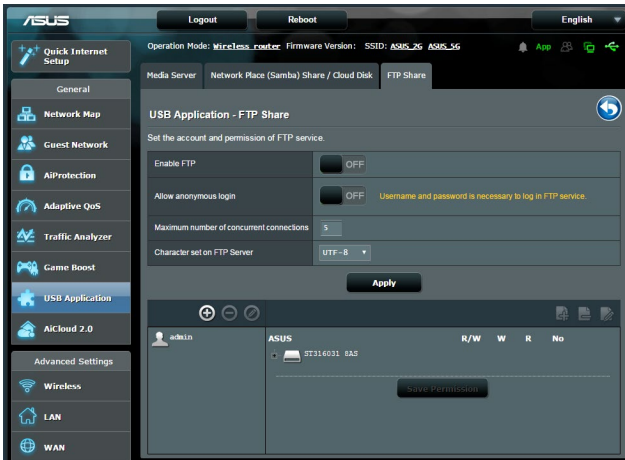 ASUS
Logout
Reboot
English
Quick Internet
Setup
Operation Mode: Wireless router Firmware Version: SSID: ASUS_2G ASUS_5G
App
Media Server
Network Place (Samba) Share / Cloud Disk
FTP Share
General
Network Map
Guest Network
AiProtection
Adaptive QoS
Traffic Analyzer
Game Boost
USB Application
AiCloud 2.0
Advanced Settings
Wireless
LAN
WAN
USB Application - FTP Share
Set the account and permission of FTP service.
Enable FTP
OFF
Allow anonymous login
OFF
Username and password is necessary to log in FTP service.
Maximum number of concurrent connections
5
Character set on FTP Server
UTF-8
Apply
admin
ASUS
R/W W R No
ST316031 8AS
Save Permission